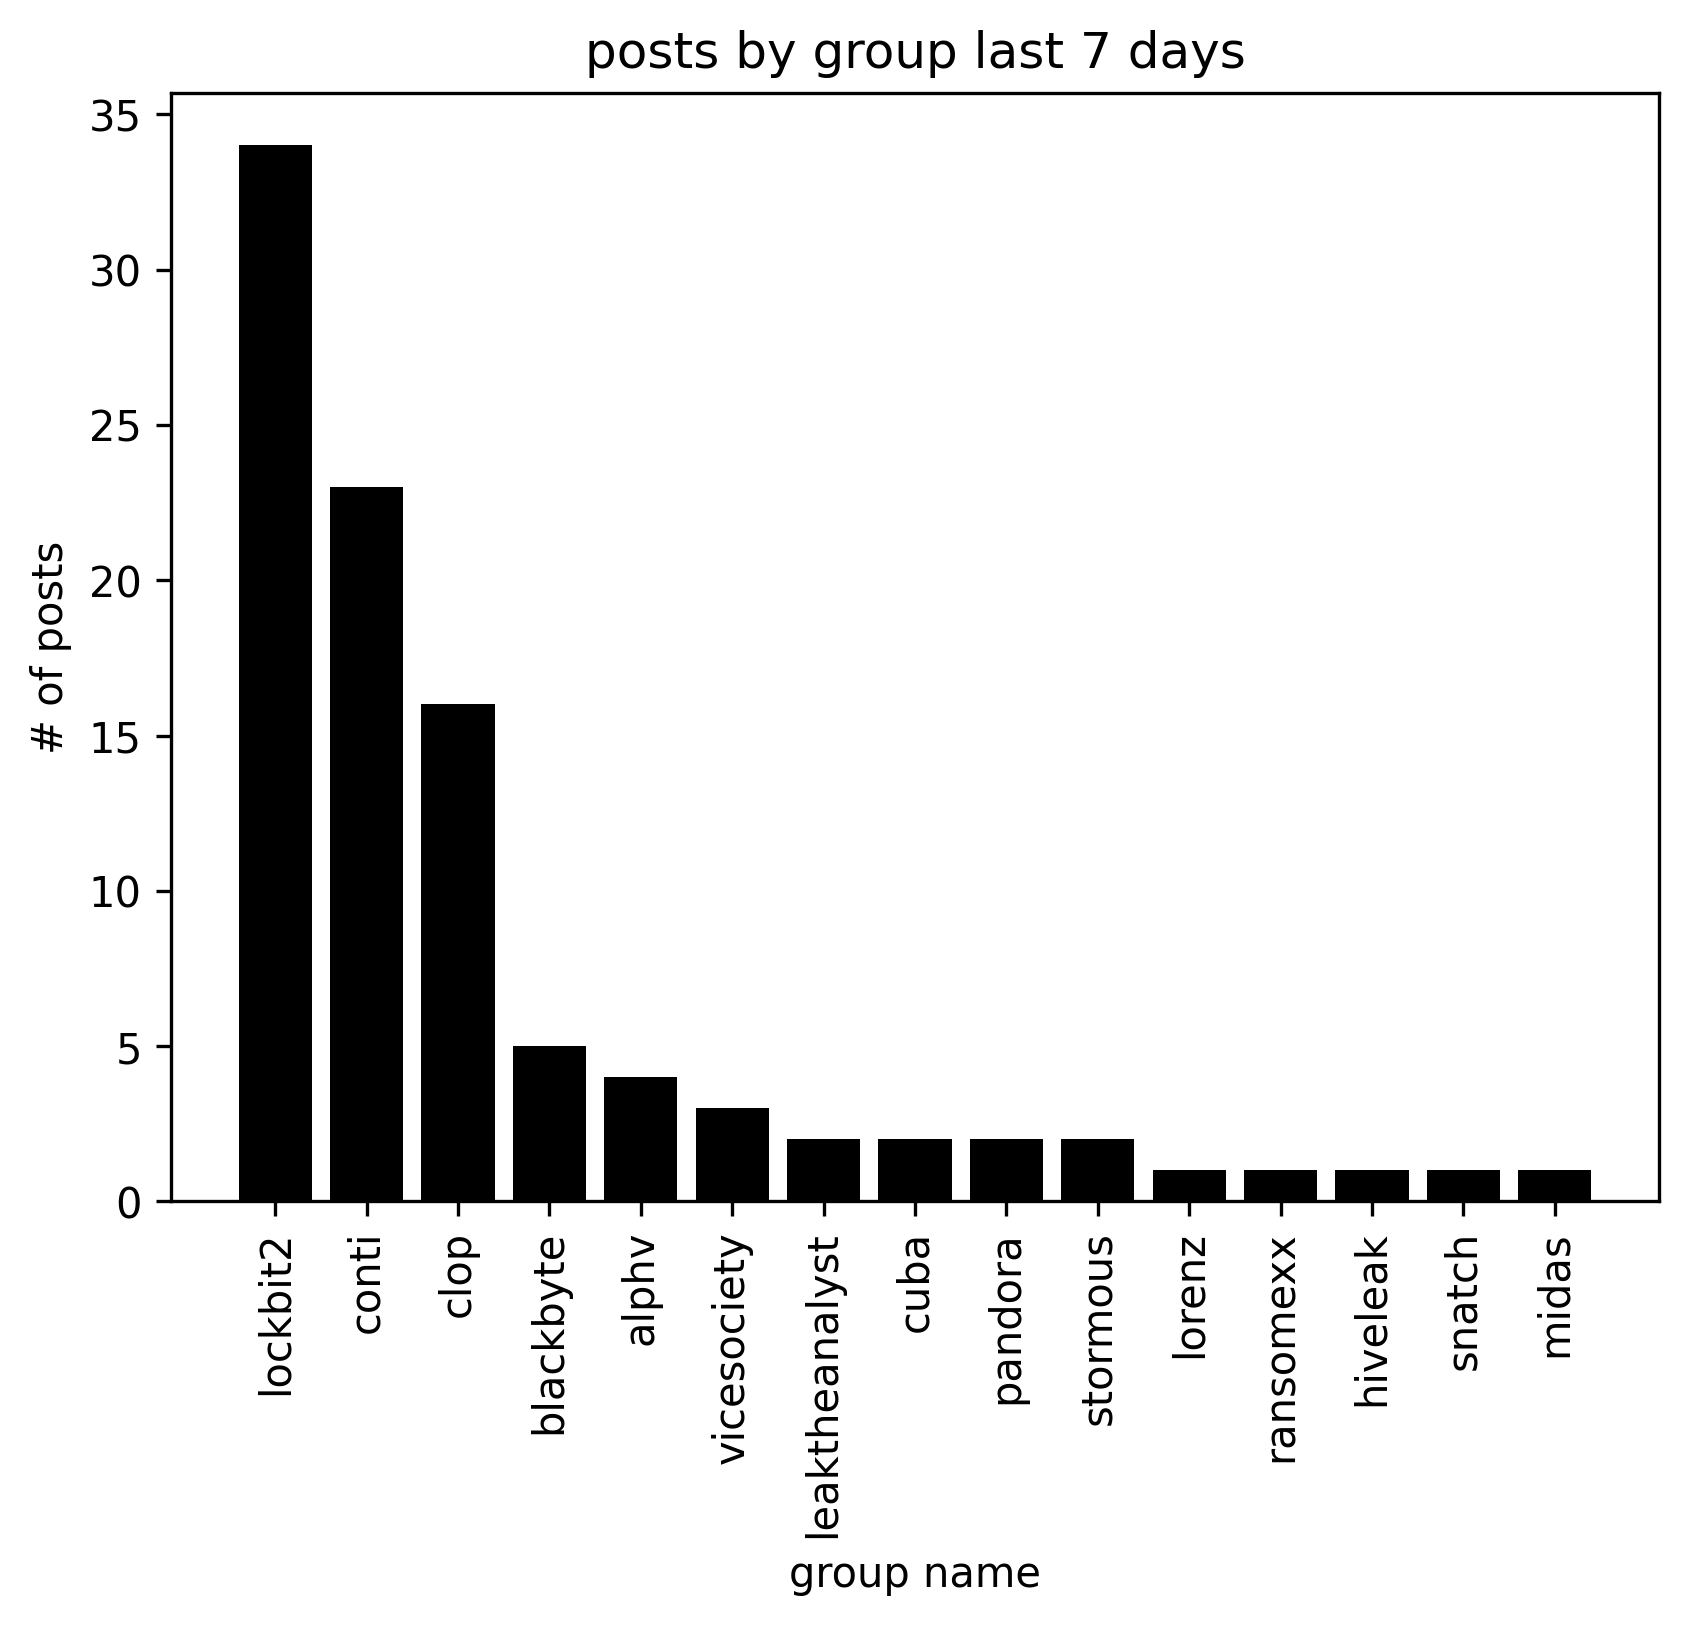 posts by group last 7 days
# of posts
35
30
25
20
15
10
5
0
lockbit2
conti
clop
blackbyte
alphv
vicesociety
leaktheanalyst
cuba
pandora
stormous
lorenz
ransomexx
hiveleak
snatch
midas
group name